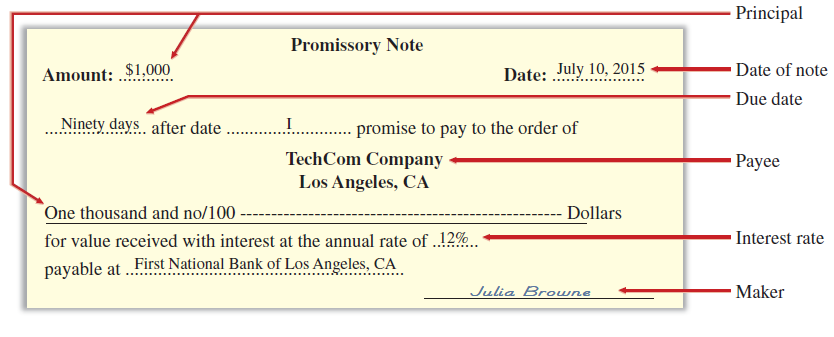 Principal
Promissory Note
Amount: $1,000
Date: July 10, 2015
Date of note
Due date
Ninety days after date ............ I ............ promise to pay to the order of
TechCom Company
Payee
Los Angeles, CA
One thousand and no/100 ---------------------------------------------------- Dollars
for value received with interest at the annual rate of 12%
Interest rate
payable at First National Bank of Los Angeles, CA
Julia Browne
Maker